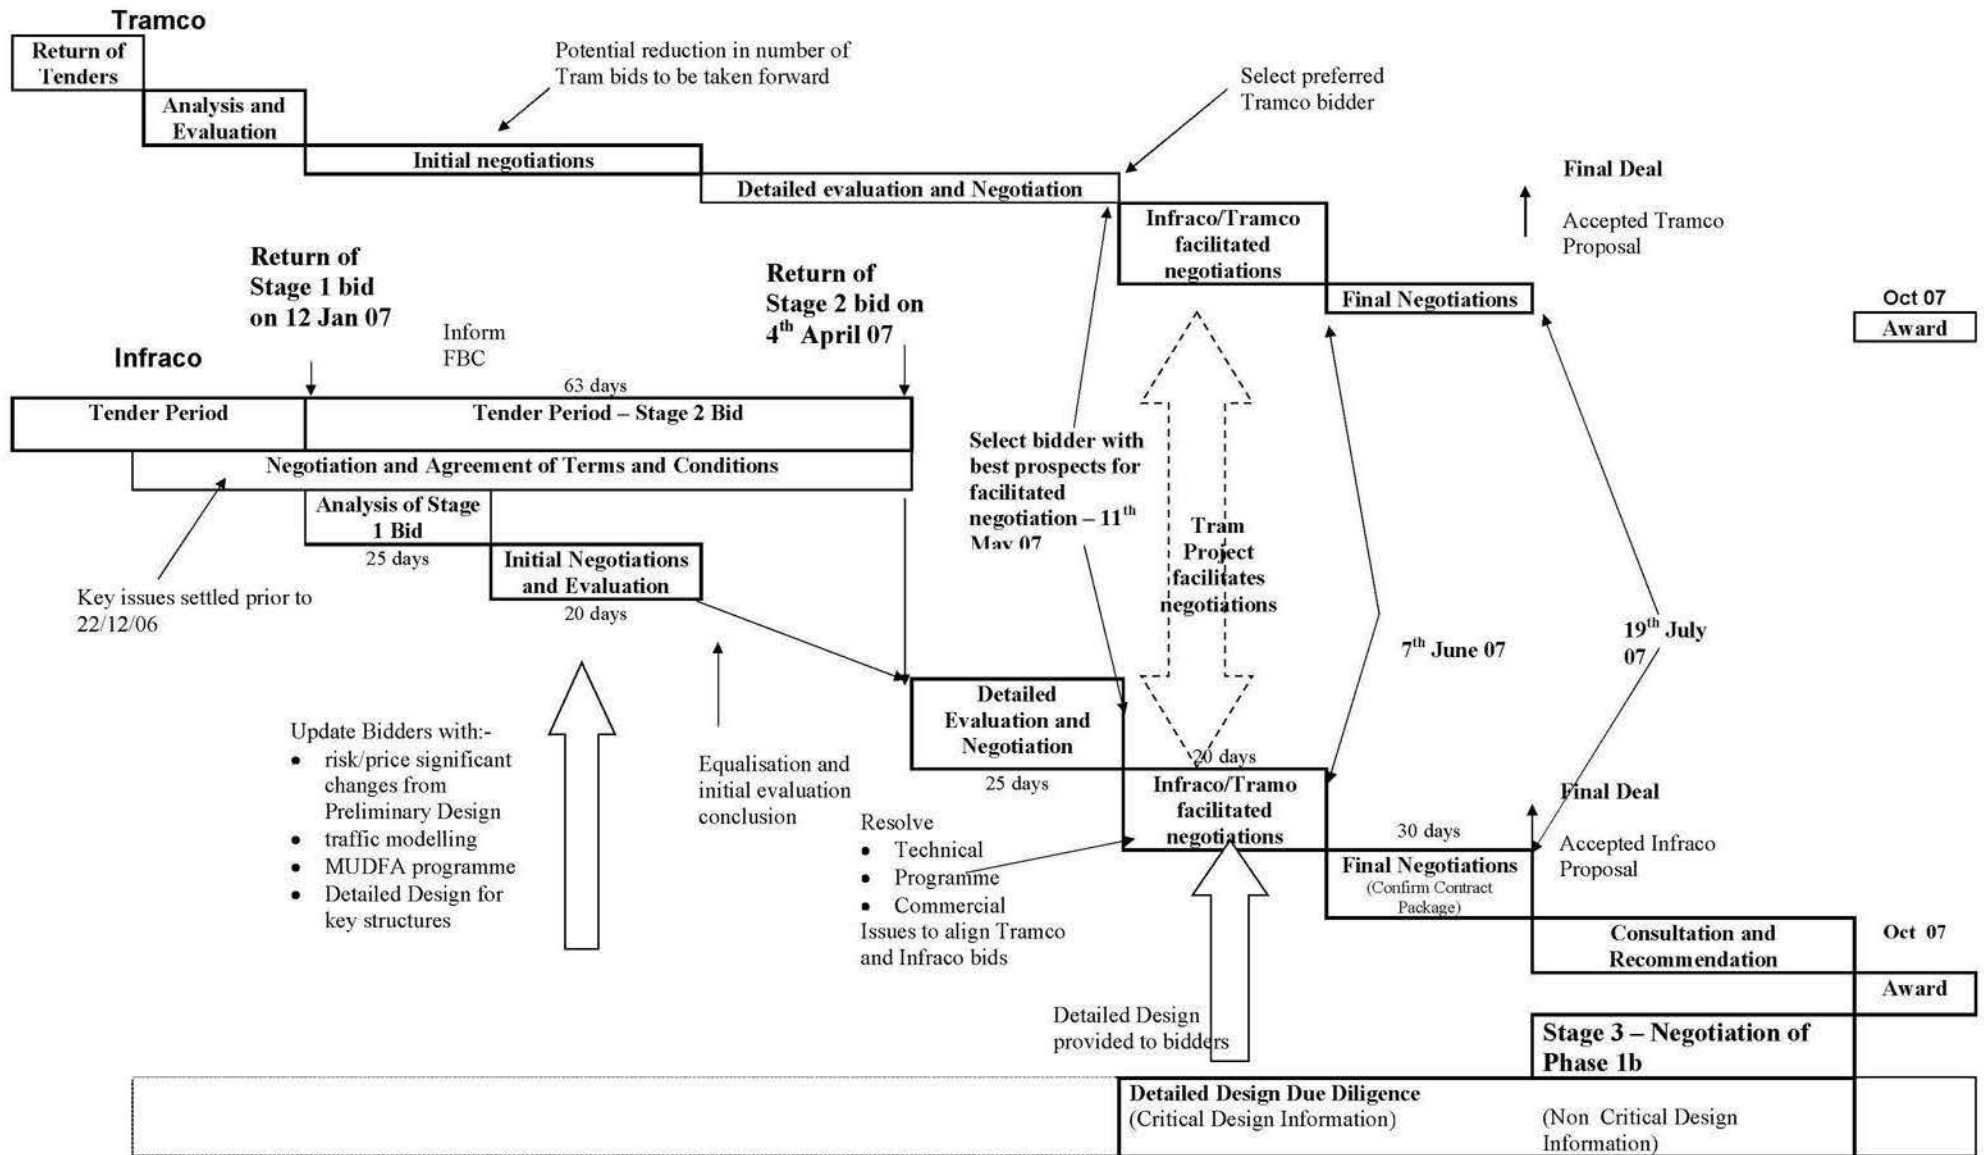 Tramco
Return of
Tenders
Potential reduction in number of
Tram bids to be taken forward
Select preferred
Tramco bidder
Analysis and
Evaluation
Initial negotiations
Detailed evaluation and Negotiation
Final Deal
Accepted Tramco
Proposal
Infraco/Tramco
facilitated
negotiations
Final Negotiations
Oct 07
Award
Return of
Stage 1 bid
on 12 Jan 07
Return of
Stage 2 bid on
4th April 07
Inform
FBC
Infraco
63 days
Tender Period
Tender Period – Stage 2 Bid
Negotiation and Agreement of Terms and Conditions
Analysis of Stage
1 Bid
25 days
Initial Negotiations
and Evaluation
20 days
Key issues settled prior to
22/12/06
Select bidder with
best prospects for
facilitated
negotiation – 11th
May 07
Tram
Project
facilitates
negotiations
7th June 07
19th July
07
Update Bidders with:-
● risk/price significant
changes from
Preliminary Design
● traffic modelling
● MUDFA programme
● Detailed Design for
key structures
Equalisation and
initial evaluation
conclusion
Detailed
Evaluation and
Negotiation
25 days
20 days
Infraco/Tramo
facilitated
negotiations
Resolve
● Technical
● Programme
● Commercial
Issues to align Tramco
and Infraco bids
30 days
Final Negotiations
(Confirm Contract
Package)
Final Deal
Accepted Infraco
Proposal
Consultation and
Recommendation
Oct 07
Award
Detailed Design
provided to bidders
Stage 3 – Negotiation of
Phase 1b
Detailed Design Due Diligence
(Critical Design Information)
(Non Critical Design
Information)